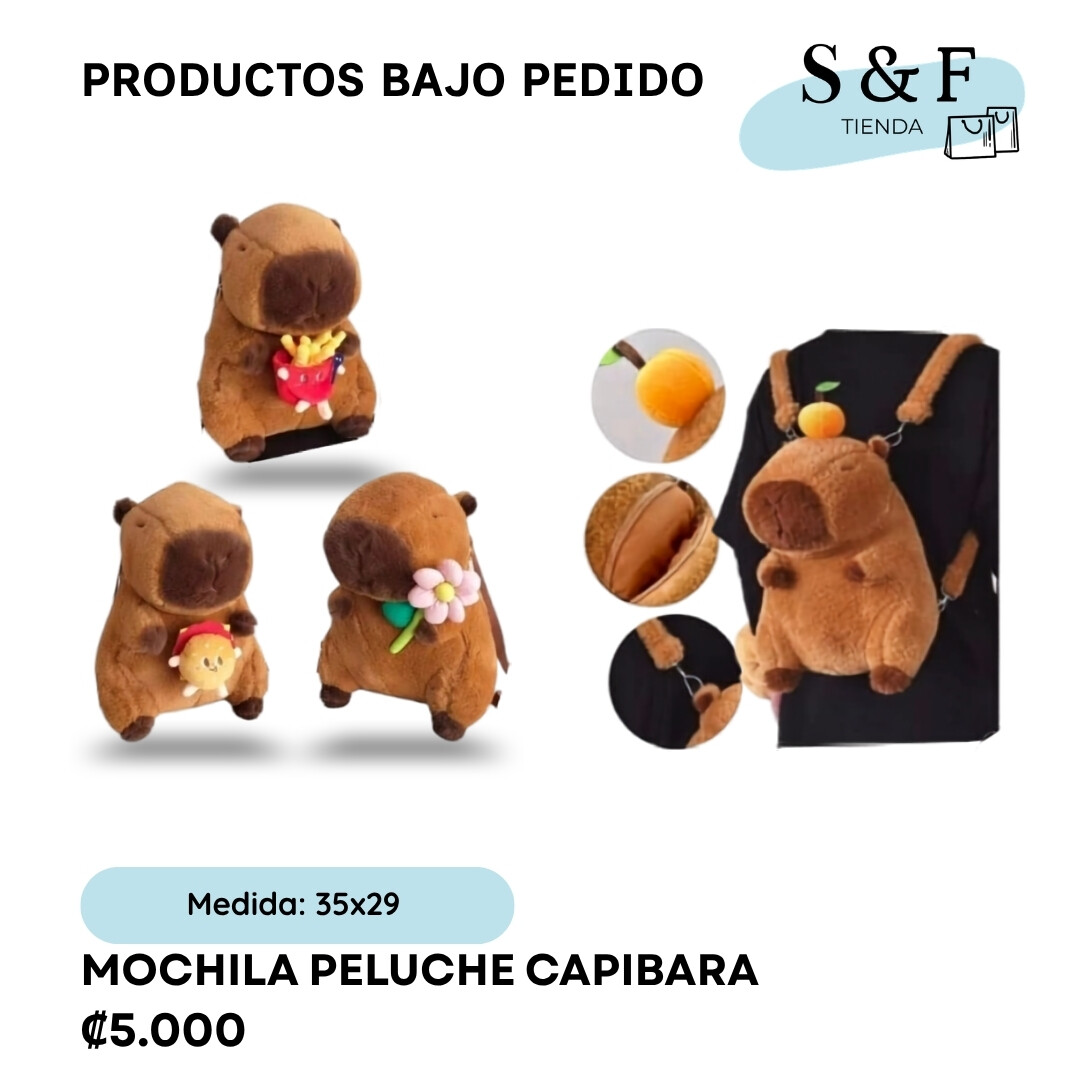 PRODUCTOS BAJO PEDIDO
S & F
TIENDA
Medida: 35x29
MOCHILA PELUCHE CAPIBARA
₡5.000